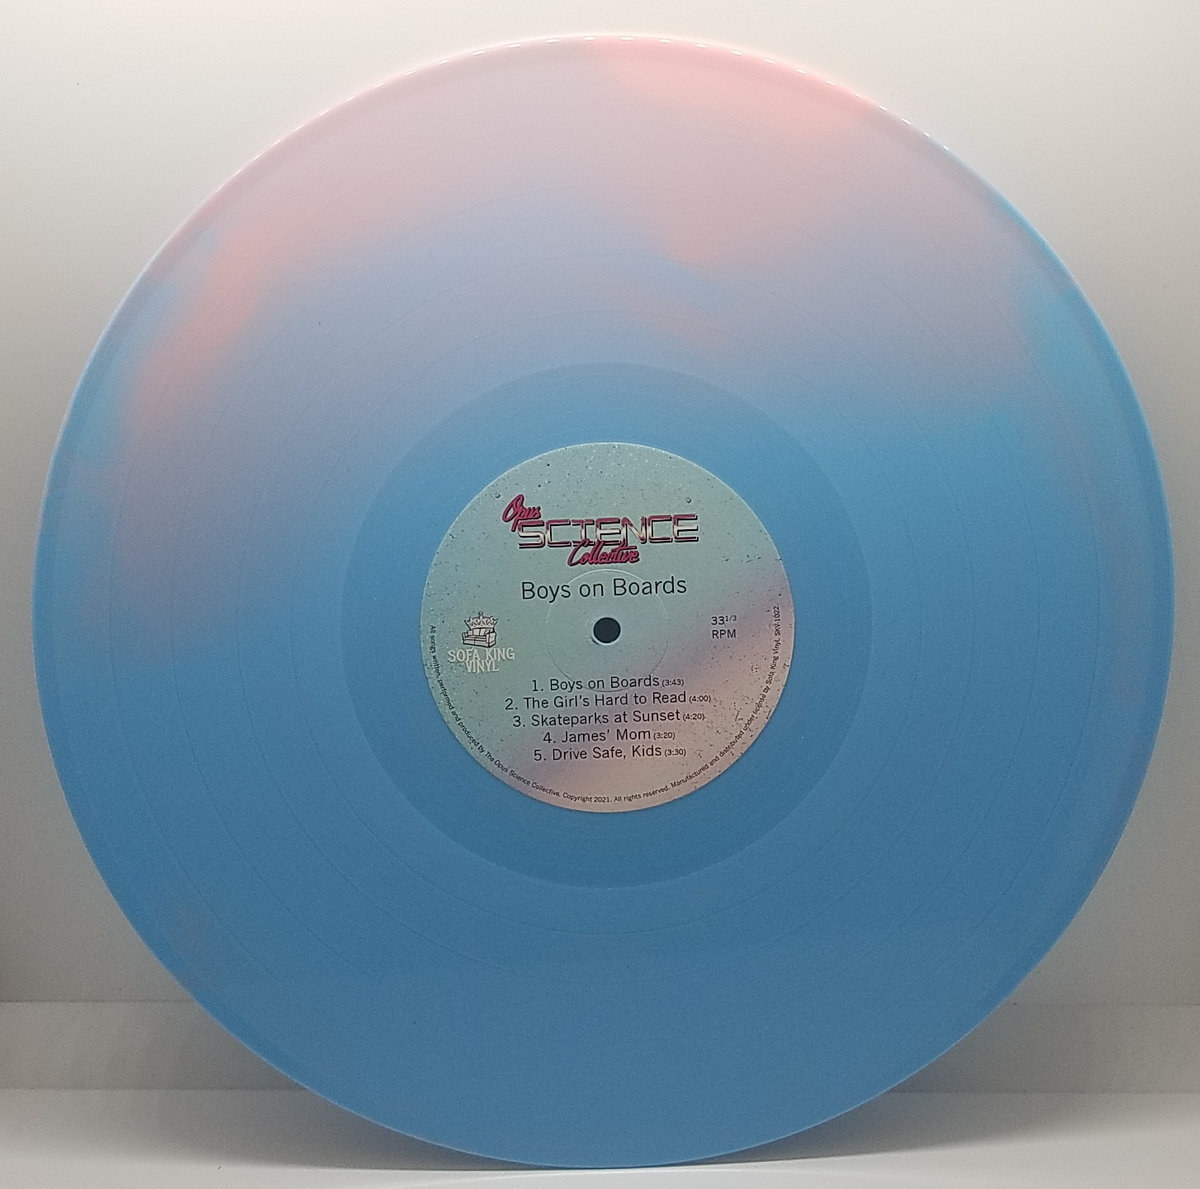 Opus
SCIENCE
Collective
Boys on Boards
33 1/3
RPM
SOFA KING
VINYL
1. Boys on Boards (3:43)
2. The Girl's Hard to Read (4:00)
3. Skateparks at Sunset (4:20)
4. James' Mom (3:20)
5. Drive Safe, Kids (3:30)
All songs written, performed and produced by The Opus Science Collective. Copyright 2021. All rights reserved. Manufactured and distributed under license by Sofa King Vinyl. SKV-1022.